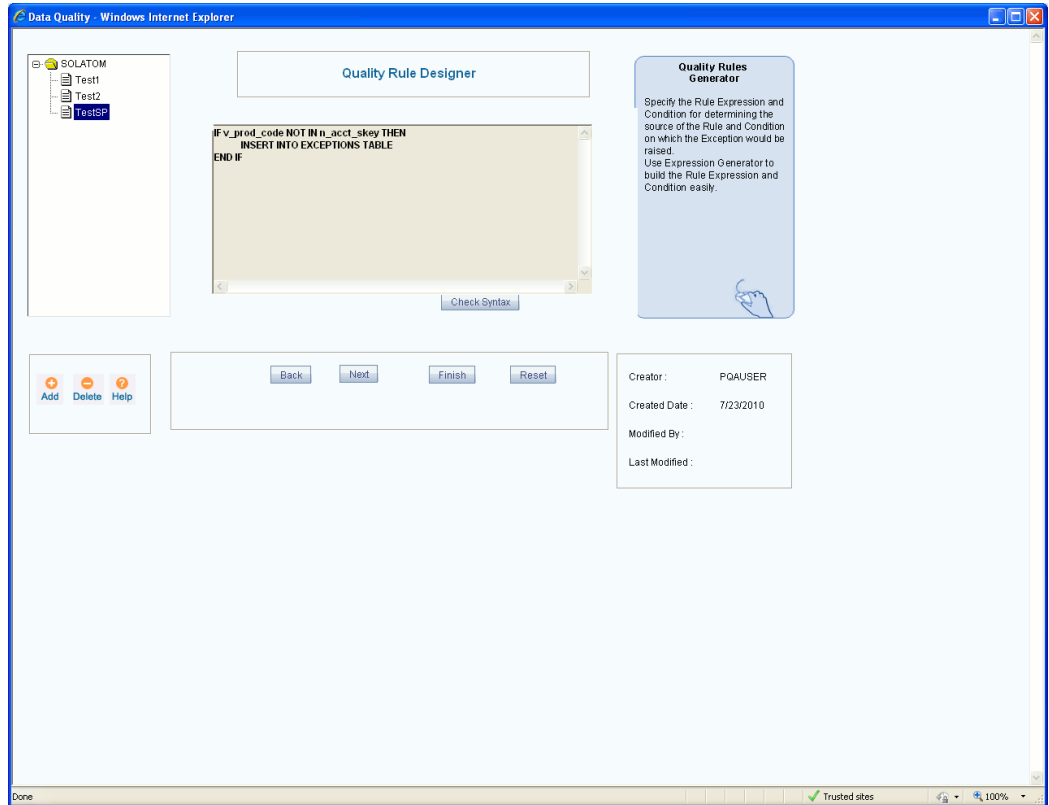 Data Quality - Windows Internet Explorer
SOLATOM
Test1
Test2
TestSP
Quality Rule Designer
IF v_prod_code NOT IN n_acct_skey THEN
INSERT INTO EXCEPTIONS TABLE
END IF
Check Syntax
Quality Rules
Generator
Specify the Rule Expression and
Condition for determining the
source of the Rule and Condition
on which the Exception would be
raised.
Use Expression Generator to
build the Rule Expression and
Condition easily.
Add
Delete
Help
Back
Next
Finish
Reset
Creator : PQAUSER
Created Date : 7/23/2010
Modified By :
Last Modified :
Done
Trusted sites
100%